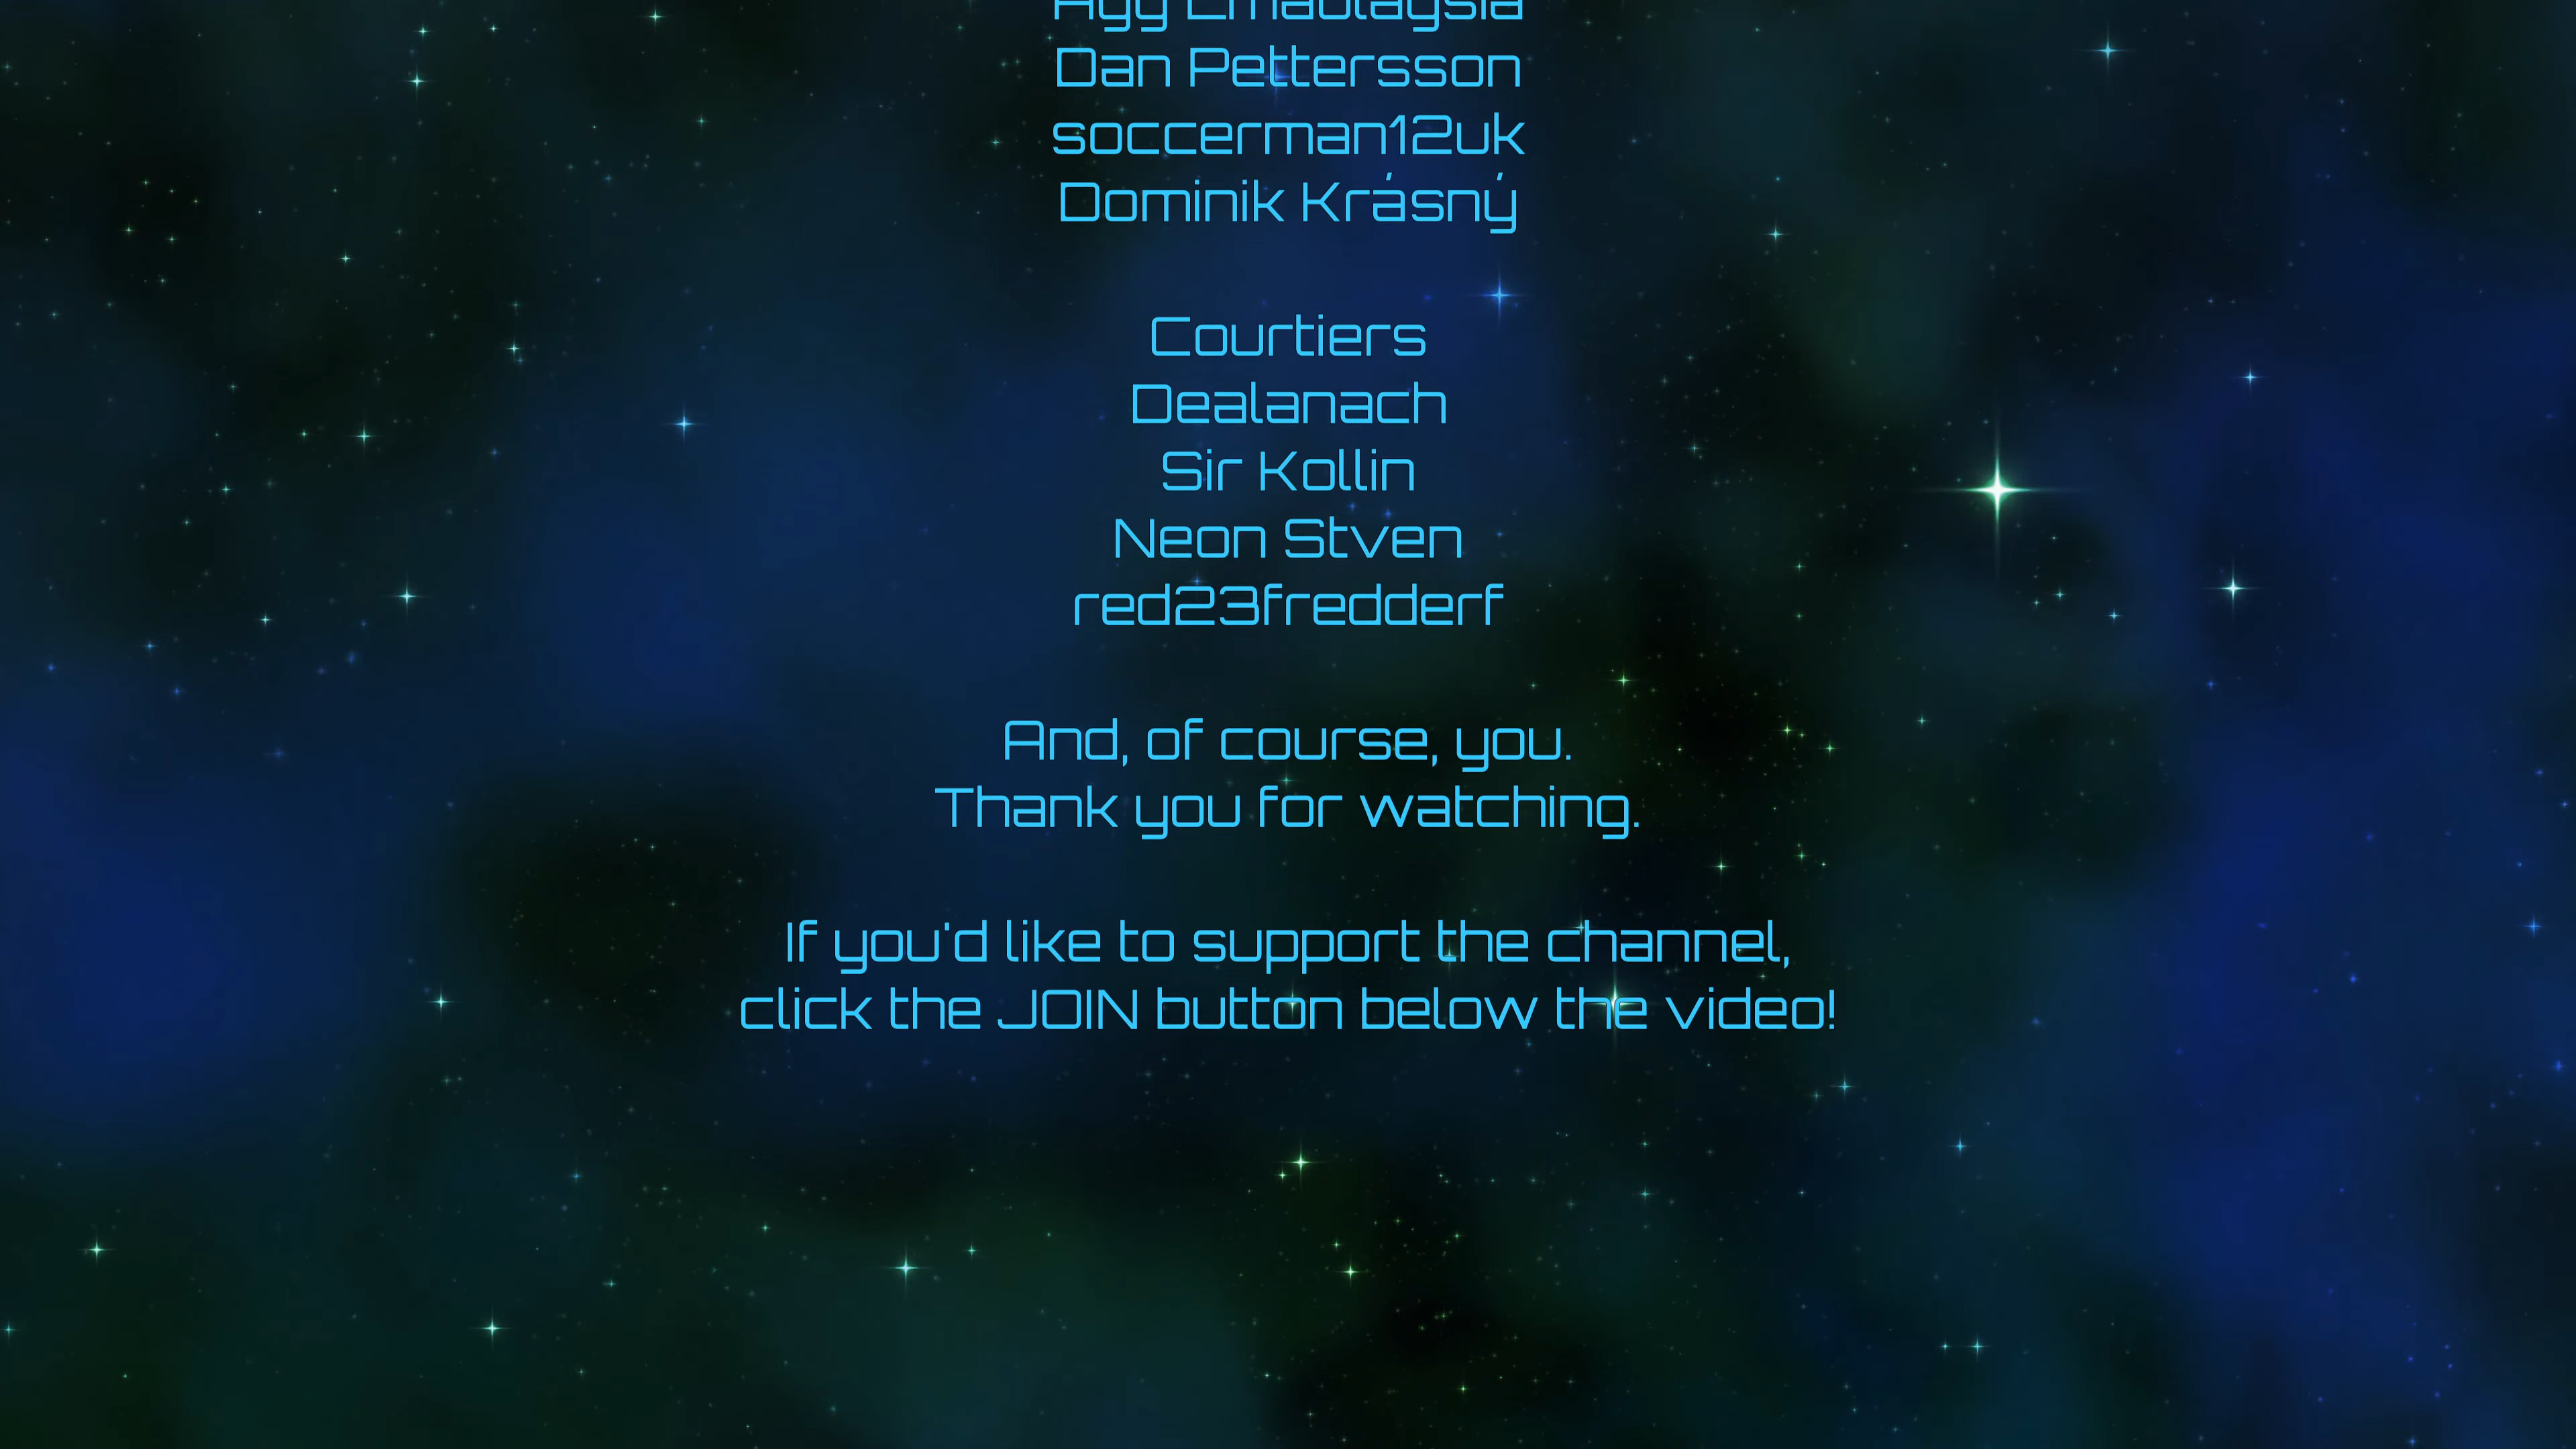 Dan Pettersson
soccerman12uk
Dominik Krásný
Courtiers
Dealanach
Sir Kollin
Neon Stven
red23fredderf
And, of course, you.
Thank you for watching.
If you'd like to support the channel,
click the JOIN button below the video!